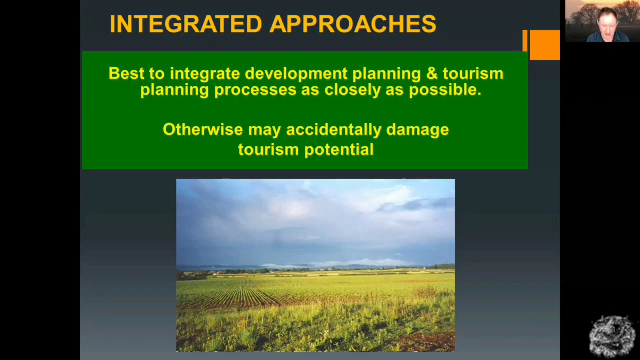 INTEGRATED APPROACHES
Best to integrate development planning & tourism
planning processes as closely as possible.
Otherwise may accidentally damage
tourism potential